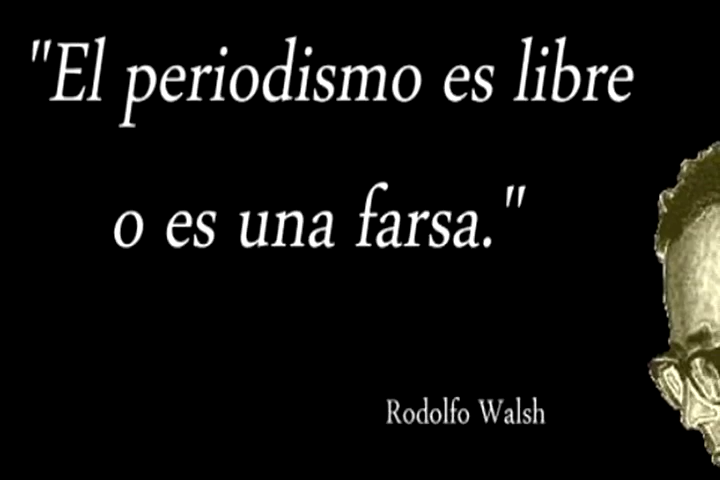 "El periodismo es libre
o es una farsa."
Rodolfo Walsh